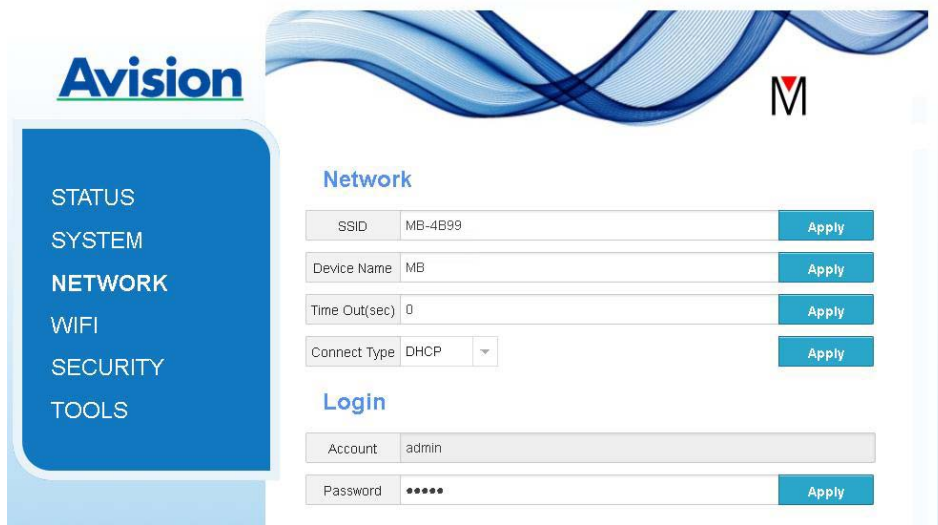 Avision
M
STATUS
SYSTEM
NETWORK
WIFI
SECURITY
TOOLS
Network
SSID MB-4B99 Apply
Device Name MB Apply
Time Out(sec) 0 Apply
Connect Type DHCP Apply
Login
Account admin
Password ••••• Apply